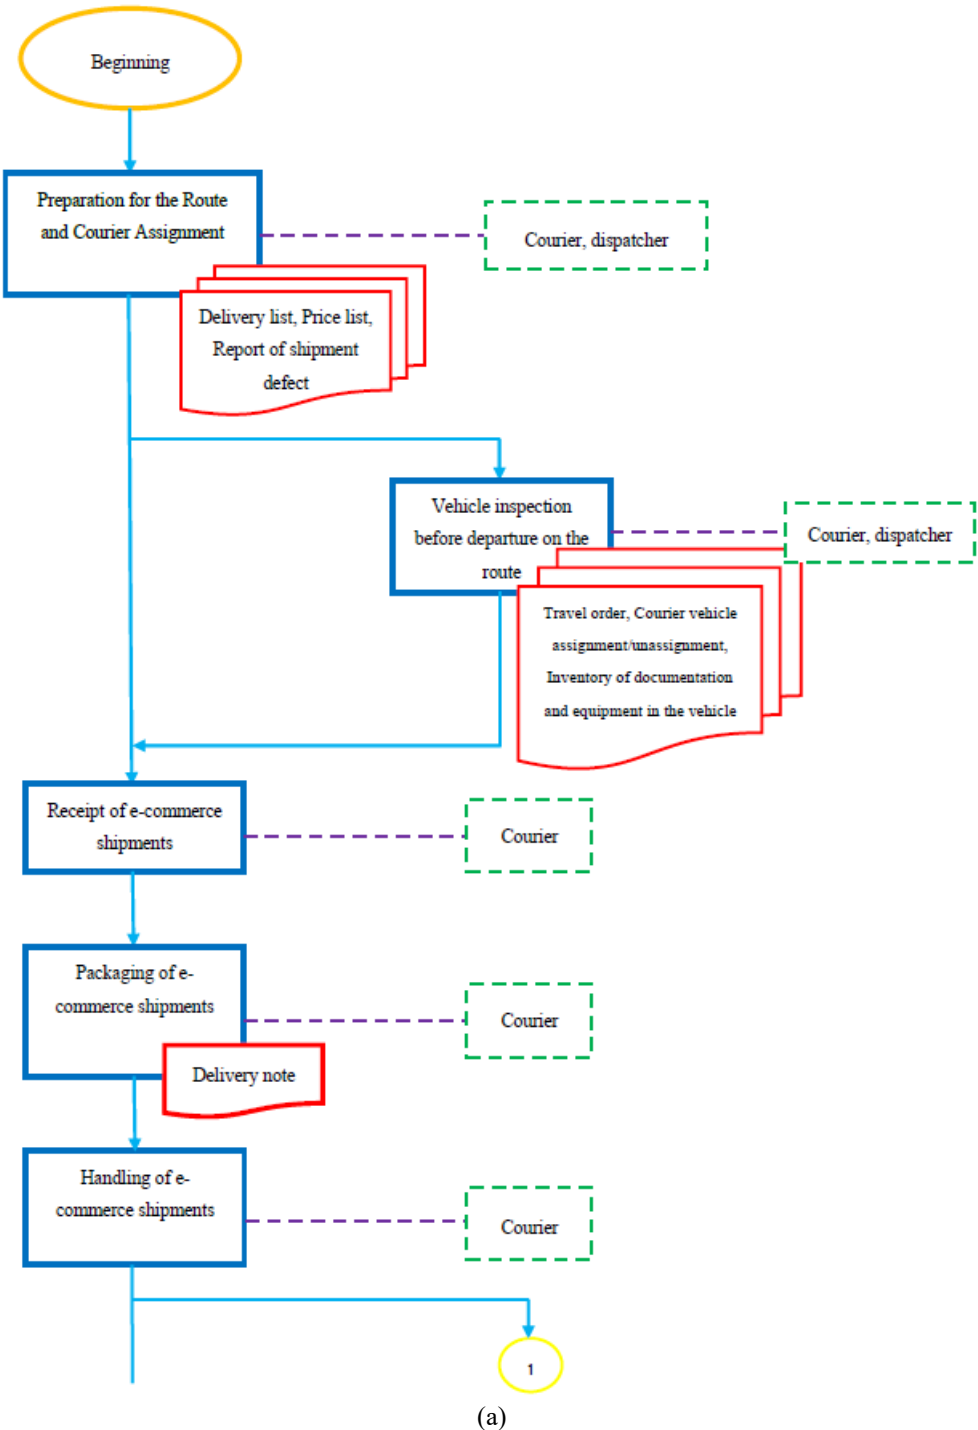 Beginning
Preparation for the Route
and Courier Assignment
Courier, dispatcher
Delivery list, Price list,
Report of shipment
defect
Vehicle inspection
before departure on the
route
Courier, dispatcher
Travel order, Courier vehicle
assignment/unassignment,
Inventory of documentation
and equipment in the vehicle
Receipt of e-commerce
shipments
Courier
Packaging of e-
commerce shipments
Courier
Delivery note
Handling of e-
commerce shipments
Courier
1
(a)